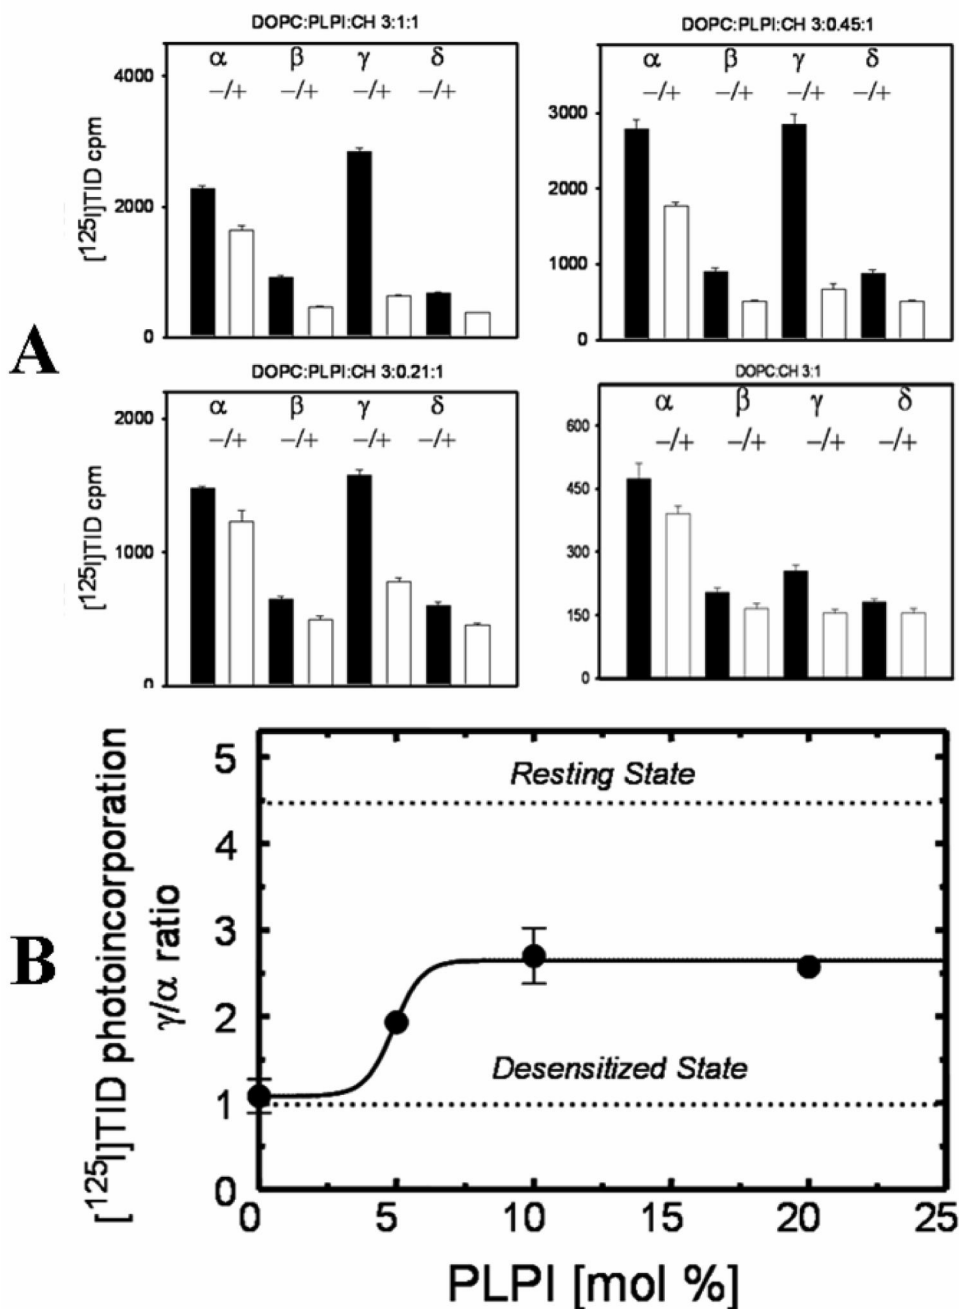 A
DOPC:PLPI:CH 3:1:1
α β γ δ
–/+ –/+ –/+ –/+
[¹²⁵I]TID cpm
4000
2000
0
DOPC:PLPI:CH 3:0.45:1
α β γ δ
–/+ –/+ –/+ –/+
3000
2000
1000
0
DOPC:PLPI:CH 3:0.21:1
α β γ δ
–/+ –/+ –/+ –/+
[¹²⁵I]TID cpm
2000
1000
0
DOPC:CH 3:1
α β γ δ
–/+ –/+ –/+ –/+
600
450
300
150
0
B
[¹²⁵I]TID photoincorporation
γ/α ratio
5
4
3
2
1
0
Resting State
Desensitized State
0 5 10 15 20 25
PLPI [mol %]